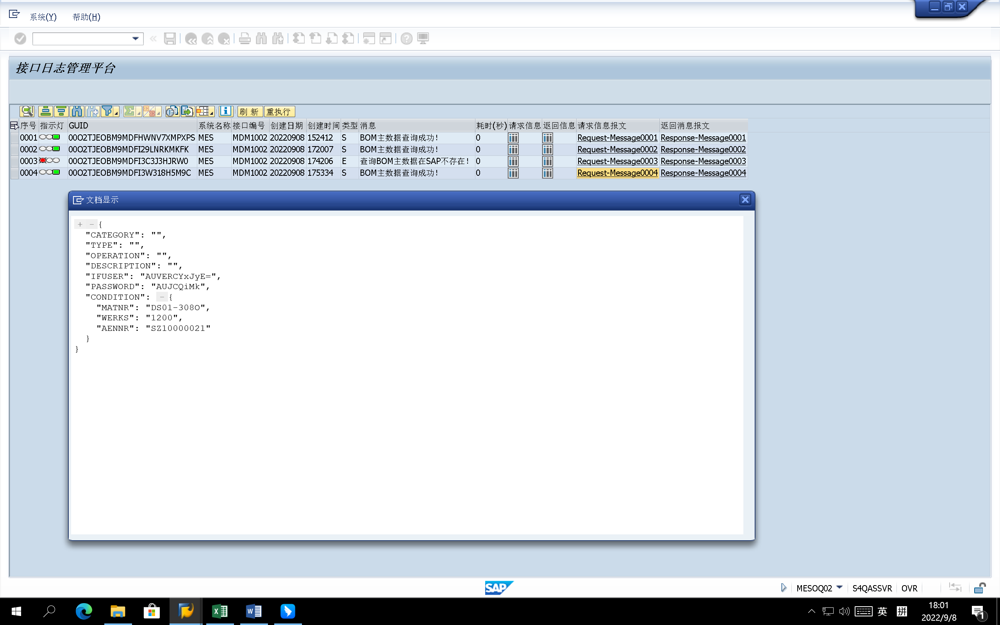 系统(Y) 帮助(H)
接口日志管理平台
刷 新 重执行
序号 指示灯 GUID 系统名称 接口编号 创建日期 创建时间 类型 消息 耗时(秒) 请求信息 返回信息 请求信息报文 返回消息报文
0001 00O2TJEOBM9MDFHWNV7XMPXPS MES MDM1002 20220908 152412 S BOM主数据查询成功! 0 Request-Message0001 Response-Message0001
0002 00O2TJEOBM9MDFI29LNRKMKFK MES MDM1002 20220908 172007 S BOM主数据查询成功! 0 Request-Message0002 Response-Message0002
0003 00O2TJEOBM9MDFI3C3J3HJRW0 MES MDM1002 20220908 174206 E 查询BOM主数据在SAP不存在! 0 Request-Message0003 Response-Message0003
0004 00O2TJEOBM9MDFI3W318H5M9C MES MDM1002 20220908 175334 S BOM主数据查询成功! 0 Request-Message0004 Response-Message0004
文档显示
+ - {
"CATEGORY": "",
"TYPE": "",
"OPERATION": "",
"DESCRIPTION": "",
"IFUSER": "AUVERCYxJyE=",
"PASSWORD": "AUJCQiMk",
"CONDITION": - {
"MATNR": "DS01-308O",
"WERKS": "1200",
"AENNR": "SZ10000021"
}
}
SAP MESOQ02 S4QASSVR OVR
英 拼 18:01
2022/9/8 1